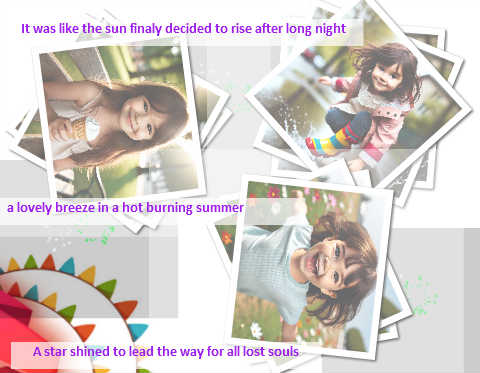 It was like the sun finaly decided to rise after long night
a lovely breeze in a hot burning summer
A star shined to lead the way for all lost souls